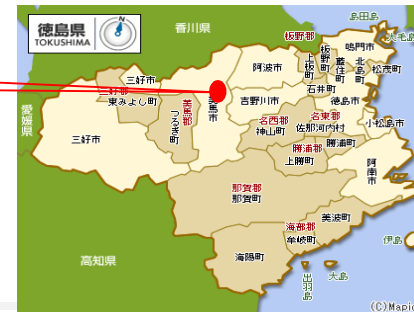 徳島県
TOKUSHIMA
香川県
島田島
大毛島
板野郡
鳴門市
上板町
板野町
藍住町
北島町
松茂町
阿波市
三好市
三好郡
東みよし町
石井町
徳島市
吉野川市
美馬市
美馬郡
つるぎ町
愛媛県
名西郡
神山町
名東郡
佐那河内村
小松島市
三好市
勝浦郡
勝浦町
上勝町
阿南市
那賀郡
那賀町
美波町
海部郡
牟岐町
伊島
高知県
海陽町
出羽島
大島
(C)Mapio